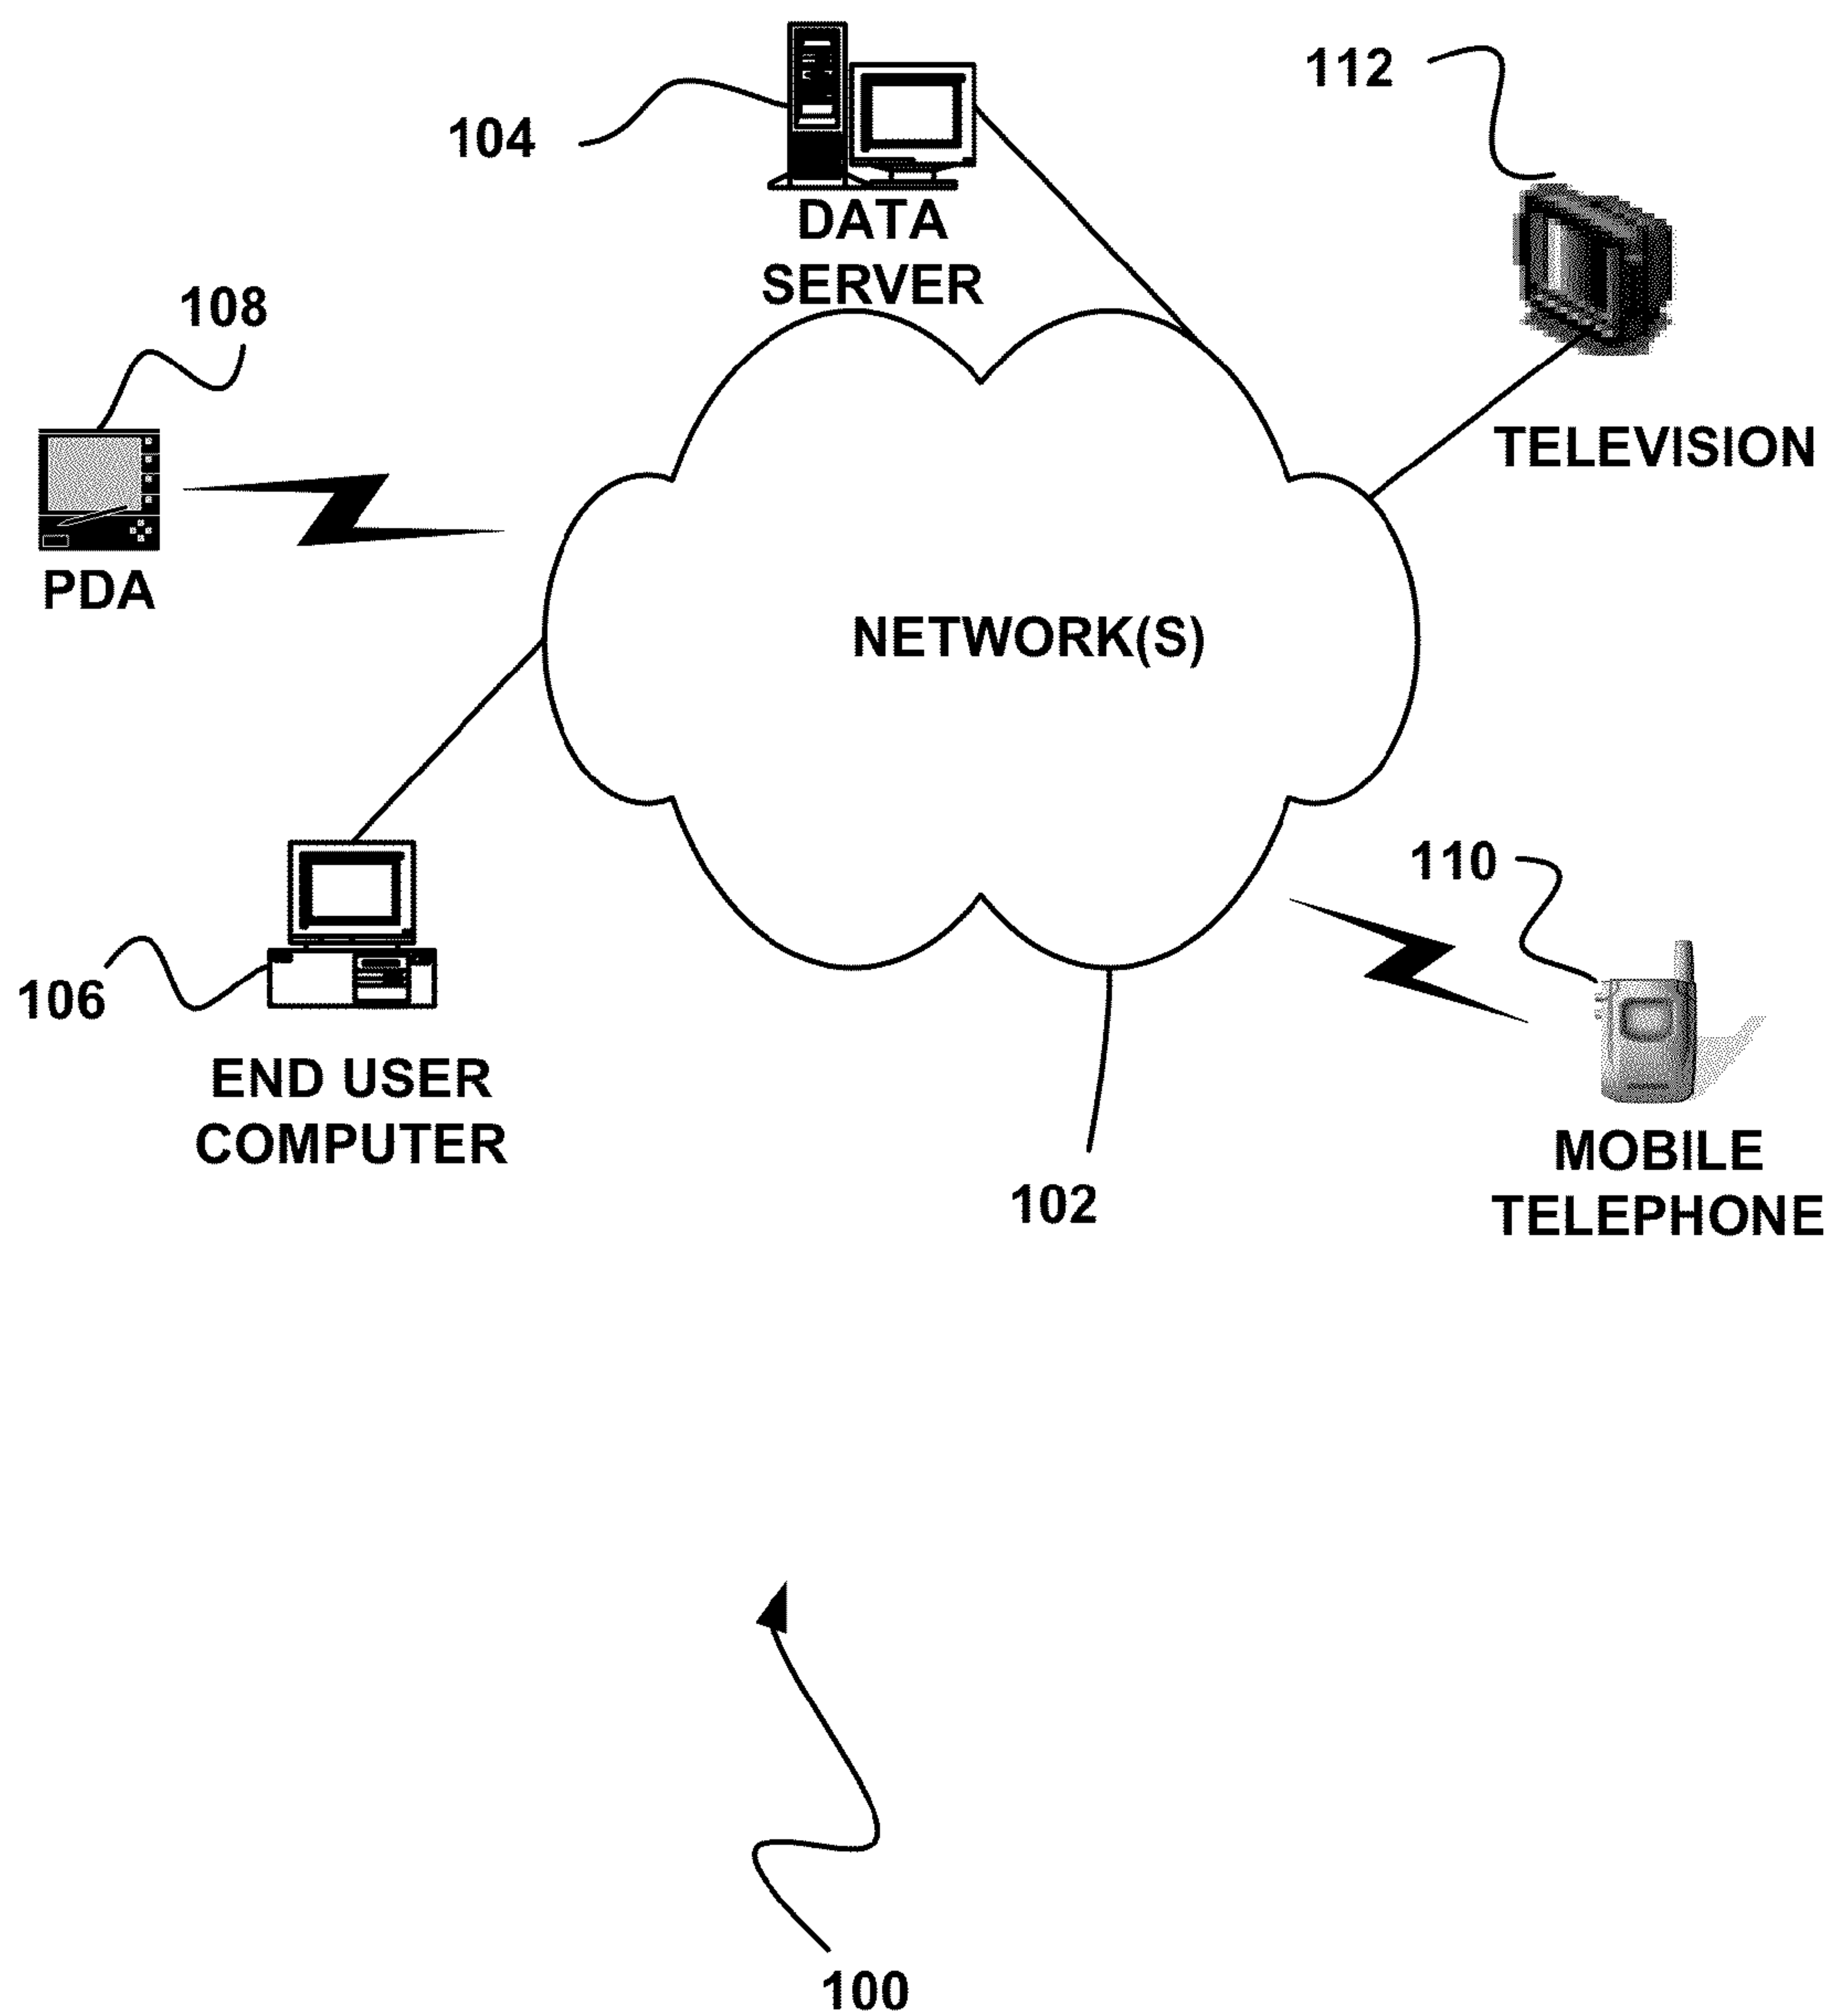 112
104
DATA
SERVER
108
TELEVISION
PDA
NETWORK(S)
110
106
END USER
COMPUTER
MOBILE
TELEPHONE
102
100